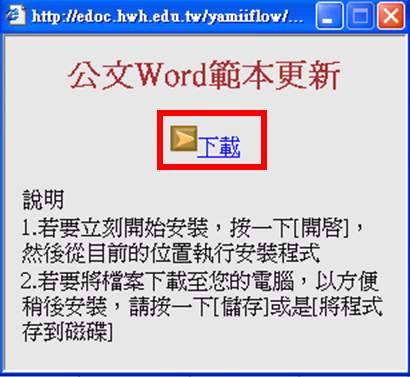 http://edoc.hwh.edu.tw/yamiiflow/...
公文Word範本更新
下載
說明
1.若要立刻開始安裝，按一下[開啓]，
然後從目前的位置執行安裝程式
2.若要將檔案下載至您的電腦，以方便
稍後安裝，請按一下[儲存]或是[將程式
存到磁碟]